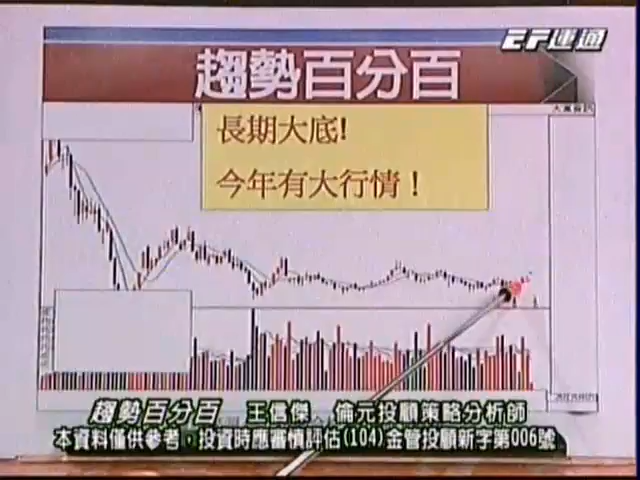 EF運通
趨勢百分百
長期大底!
今年有大行情!
趨勢百分百 王信傑 倫元投顧策略分析師
本資料僅供參考，投資時應審慎評估(104)金管投顧新字第006號